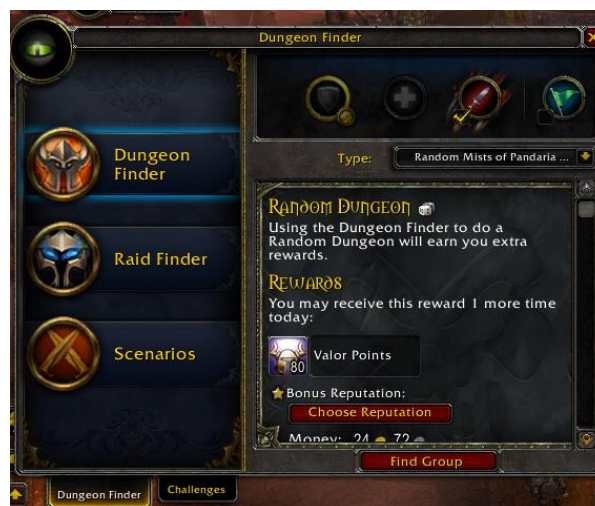 Dungeon Finder
Dungeon
Finder
Raid Finder
Scenarios
Type:
Random Mists of Pandaria ...
Random Dungeon
Using the Dungeon Finder to do a
Random Dungeon will earn you extra
rewards.
Rewards
You may receive this reward 1 more time
today:
80
Valor Points
Bonus Reputation:
Choose Reputation
Money: 24 72
Find Group
Dungeon Finder
Challenges